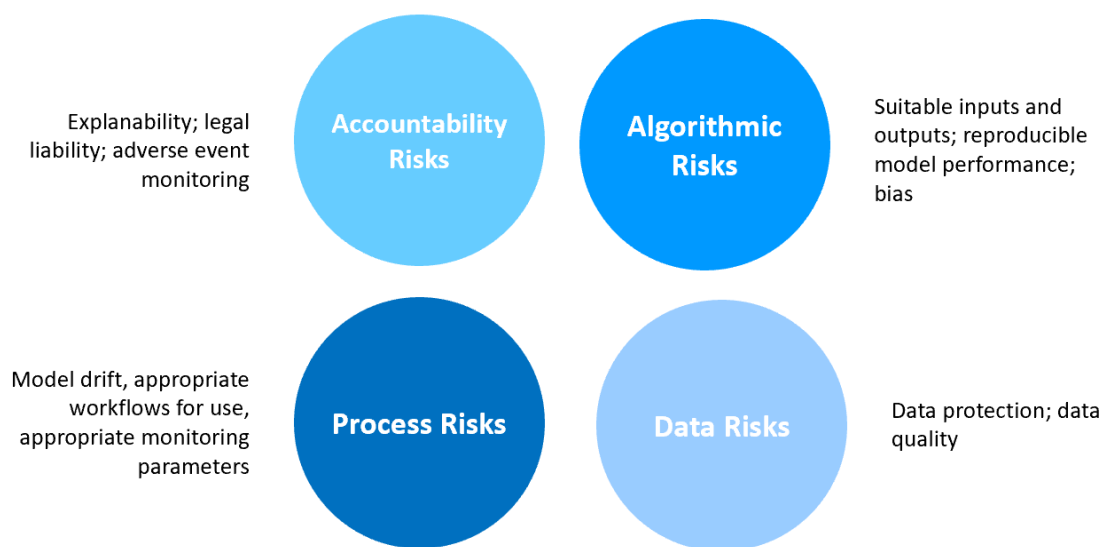 Explanability; legal
liability; adverse event
monitoring
Accountability
Risks
Algorithmic
Risks
Suitable inputs and
outputs; reproducible
model performance;
bias
Model drift, appropriate
workflows for use,
appropriate monitoring
parameters
Process Risks
Data Risks
Data protection; data
quality